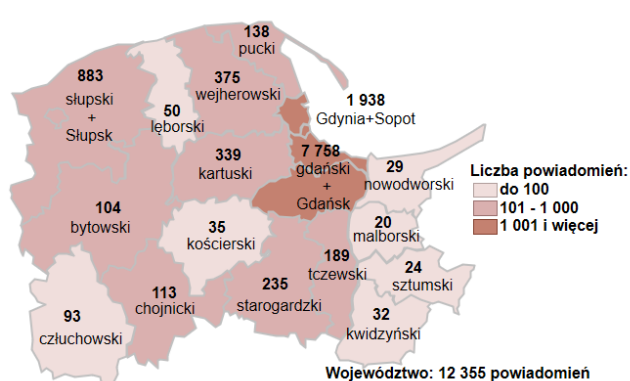 138
pucki
883
słupski
+
Słupsk
375
wejherowski
50
lęborski
1 938
Gdynia+Sopot
339
kartuski
7 758
gdański
+
Gdańsk
29
nowodworski
Liczba powiadomień:
do 100
101 - 1 000
1 001 i więcej
104
bytowski
35
kościerski
20
malborski
189
tczewski
24
sztumski
93
człuchowski
113
chojnicki
235
starogardzki
32
kwidzyński
Województwo: 12 355 powiadomień